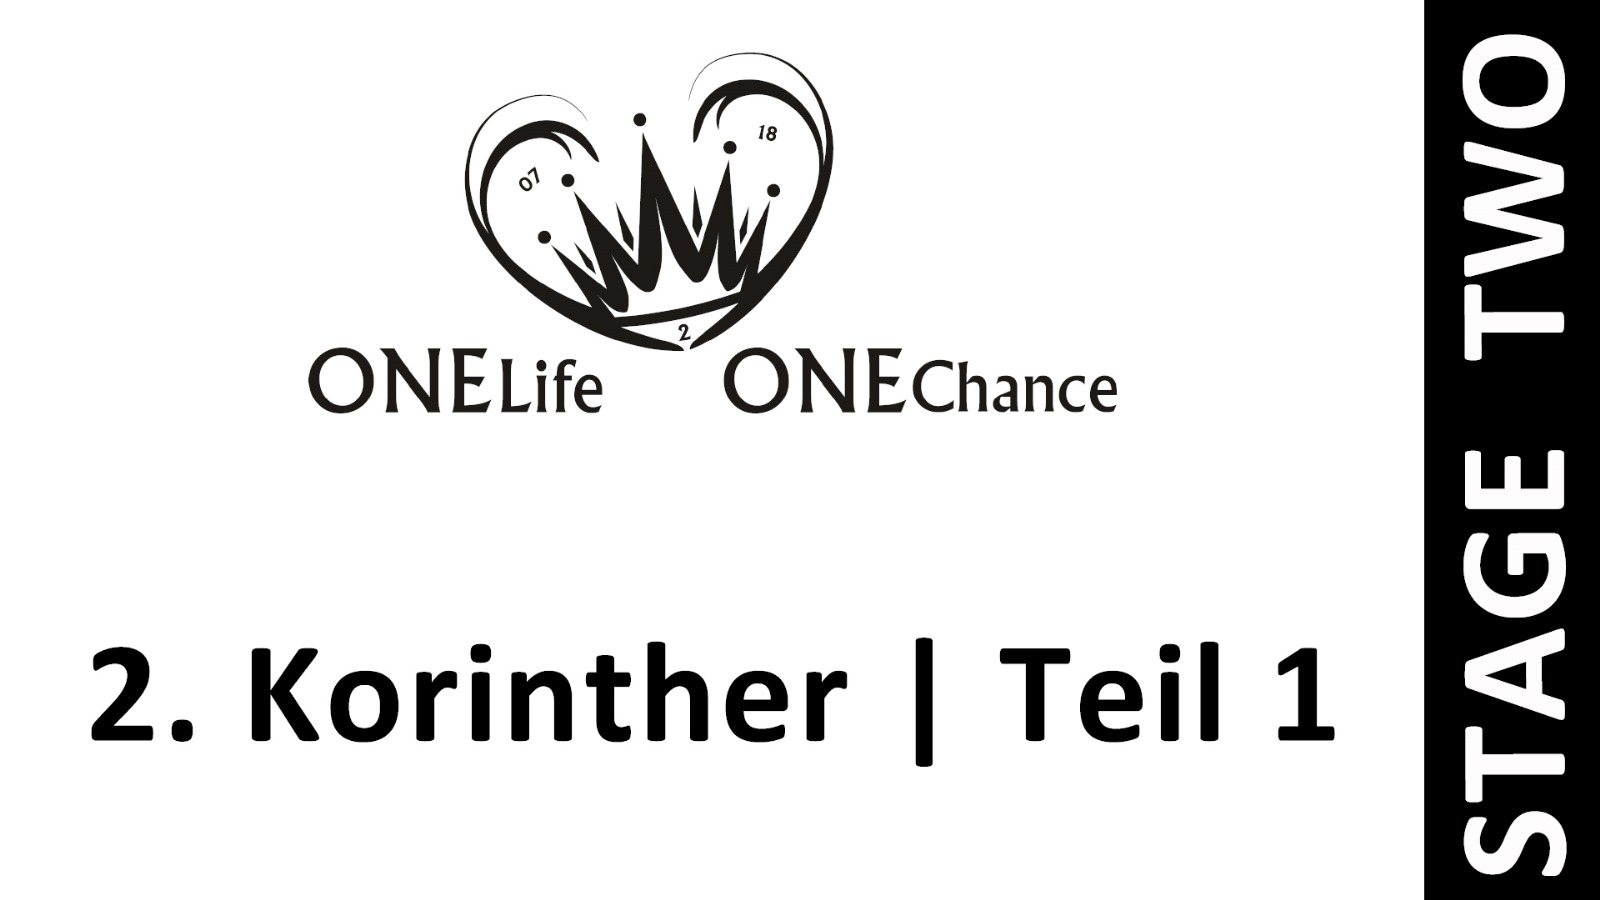 07
18
2
ONELife ONEChance
2. Korinther | Teil 1
STAGE TWO